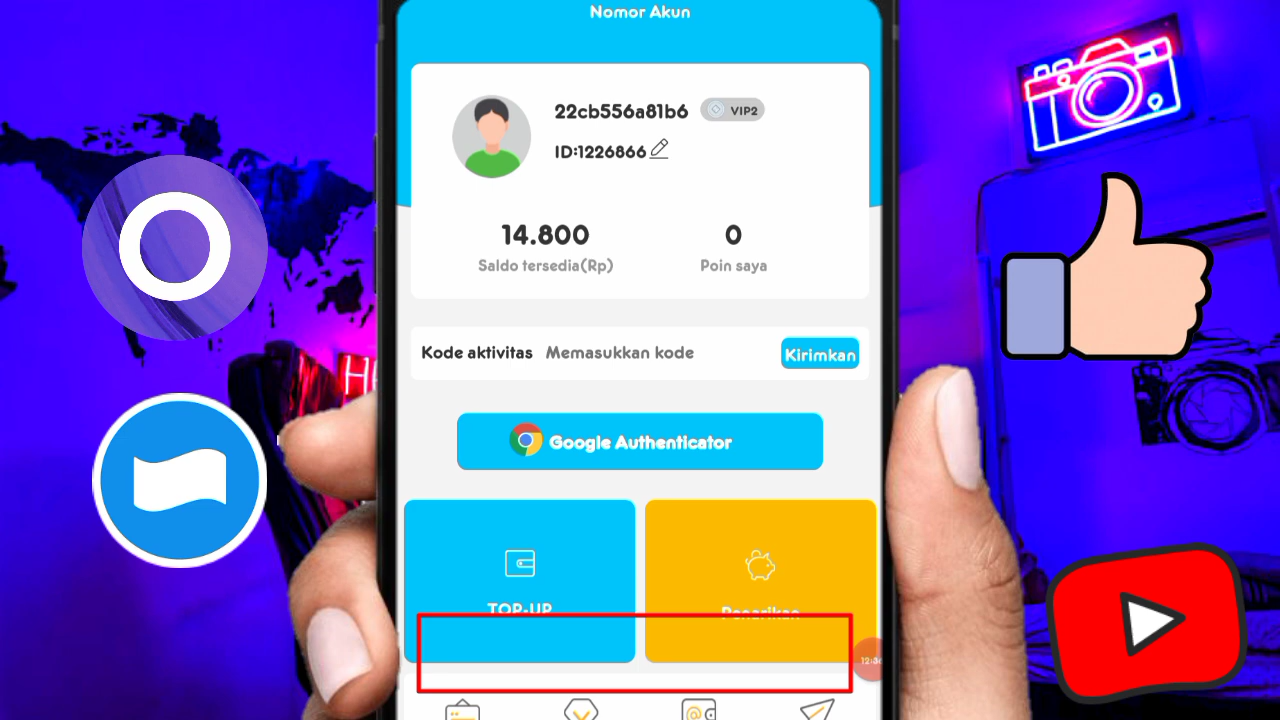 Nomor Akun
22cb556a81b6
VIP2
ID:1226866
14.800
0
Saldo tersedia(Rp)
Poin saya
Kode aktivitas
Memasukkan kode
Kirimkan
Google Authenticator
TOP-UP
Penarikan